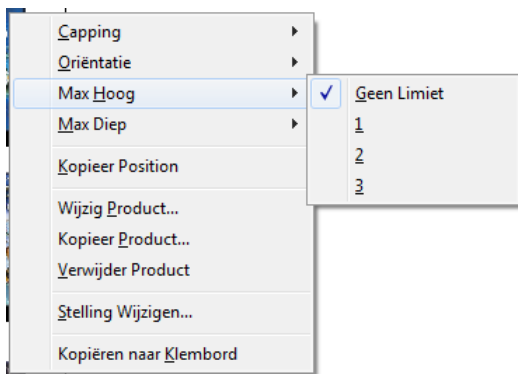 Capping
Oriëntatie
Max Hoog
Max Diep
Kopieer Position
Wijzig Product...
Kopieer Product...
Verwijder Product
Stelling Wijzigen...
Kopiëren naar Klembord
Geen Limiet
1
2
3